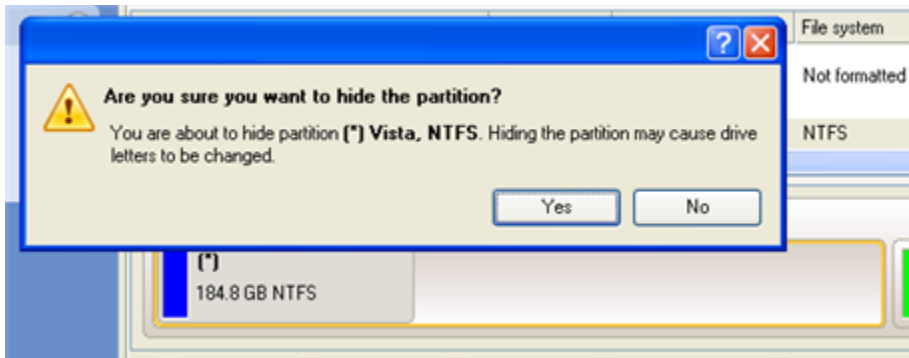 File system
Not formatted
Are you sure you want to hide the partition?
You are about to hide partition (*) Vista, NTFS. Hiding the partition may cause drive
letters to be changed.
NTFS
Yes No
(*)
184.8 GB NTFS